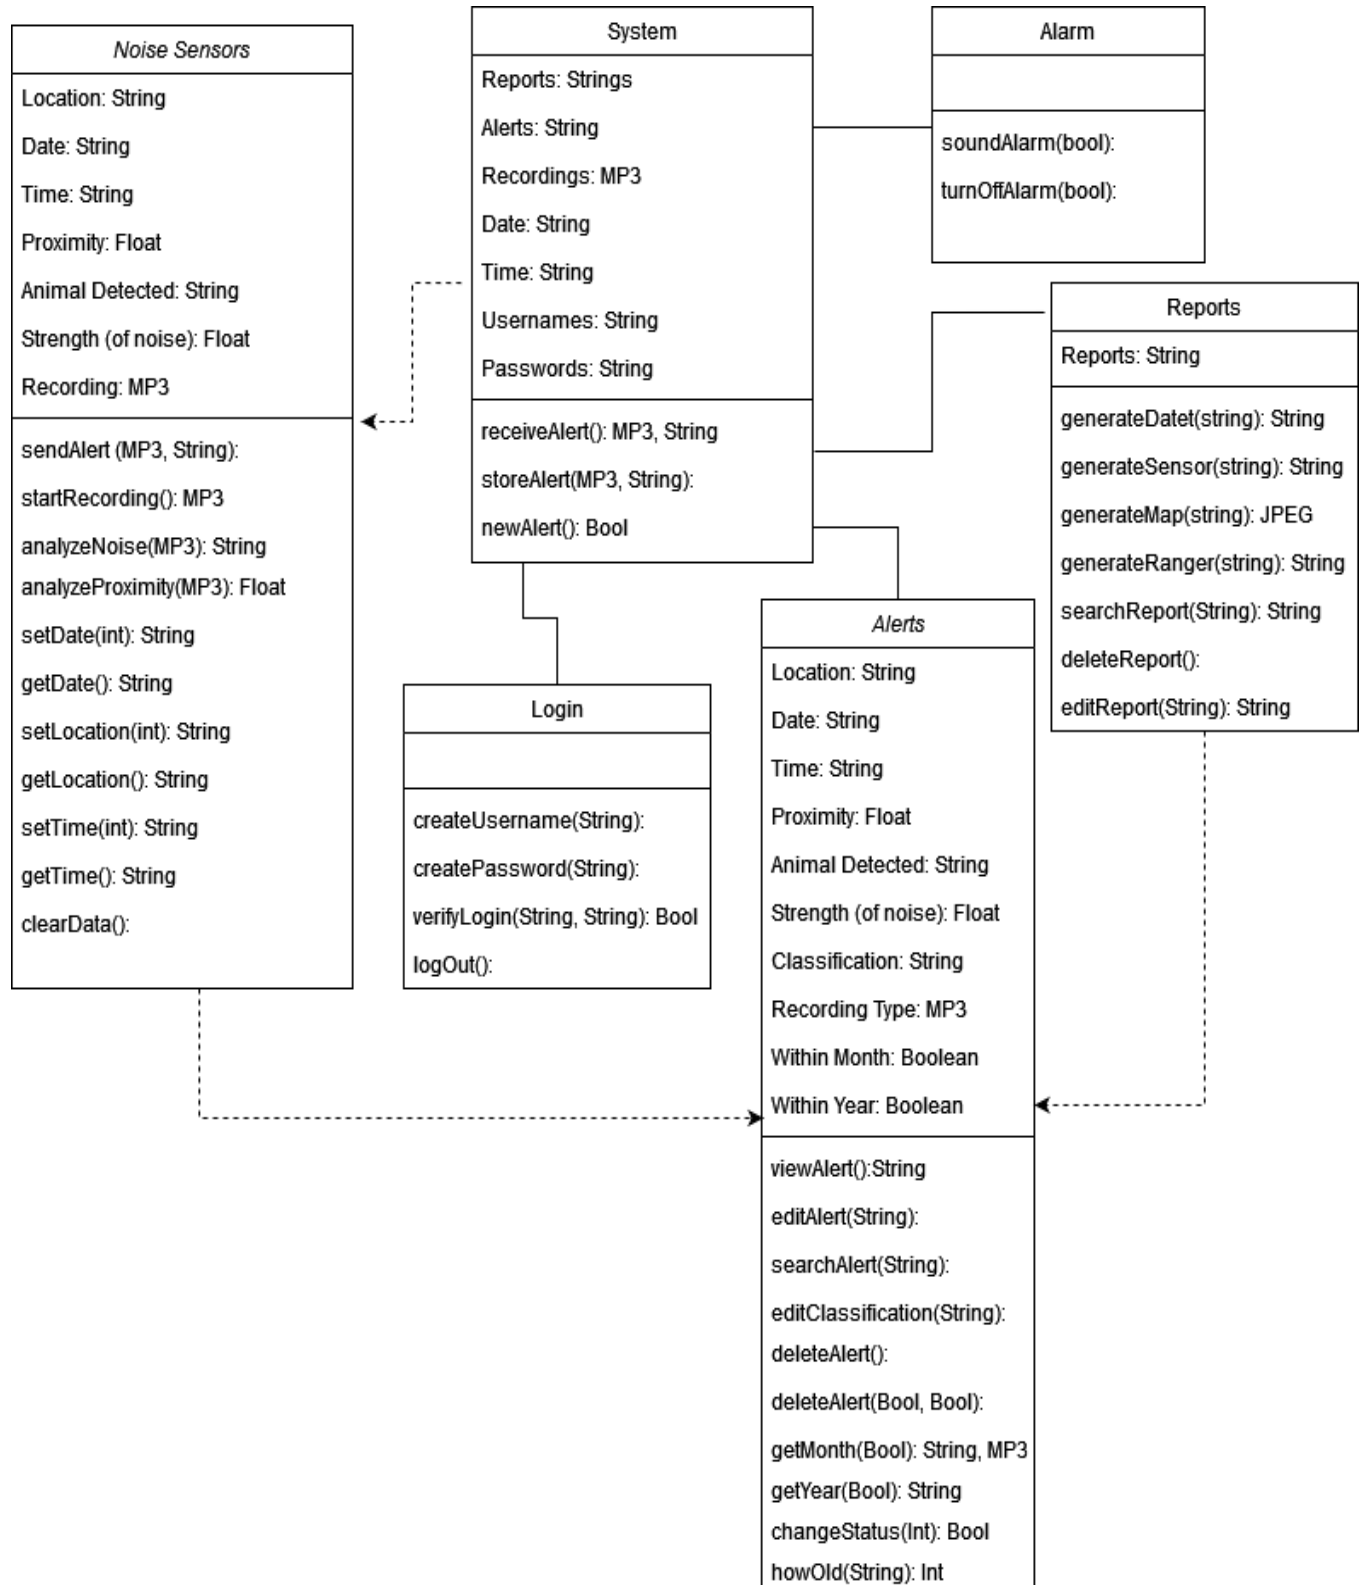 Noise Sensors
Location: String
Date: String
Time: String
Proximity: Float
Animal Detected: String
Strength (of noise): Float
Recording: MP3
sendAlert (MP3, String):
startRecording(): MP3
analyzeNoise(MP3): String
analyzeProximity(MP3): Float
setDate(int): String
getDate(): String
setLocation(int): String
getLocation(): String
setTime(int): String
getTime(): String
clearData():
System
Reports: Strings
Alerts: String
Recordings: MP3
Date: String
Time: String
Usernames: String
Passwords: String
receiveAlert(): MP3, String
storeAlert(MP3, String):
newAlert(): Bool
Alarm
soundAlarm(bool):
turnOffAlarm(bool):
Reports
Reports: String
generateDatet(string): String
generateSensor(string): String
generateMap(string): JPEG
generateRanger(string): String
searchReport(String): String
deleteReport():
editReport(String): String
Login
createUsername(String):
createPassword(String):
verifyLogin(String, String): Bool
logOut():
Alerts
Location: String
Date: String
Time: String
Proximity: Float
Animal Detected: String
Strength (of noise): Float
Classification: String
Recording Type: MP3
Within Month: Boolean
Within Year: Boolean
viewAlert():String
editAlert(String):
searchAlert(String):
editClassification(String):
deleteAlert():
deleteAlert(Bool, Bool):
getMonth(Bool): String, MP3
getYear(Bool): String
changeStatus(Int): Bool
howOld(String): Int